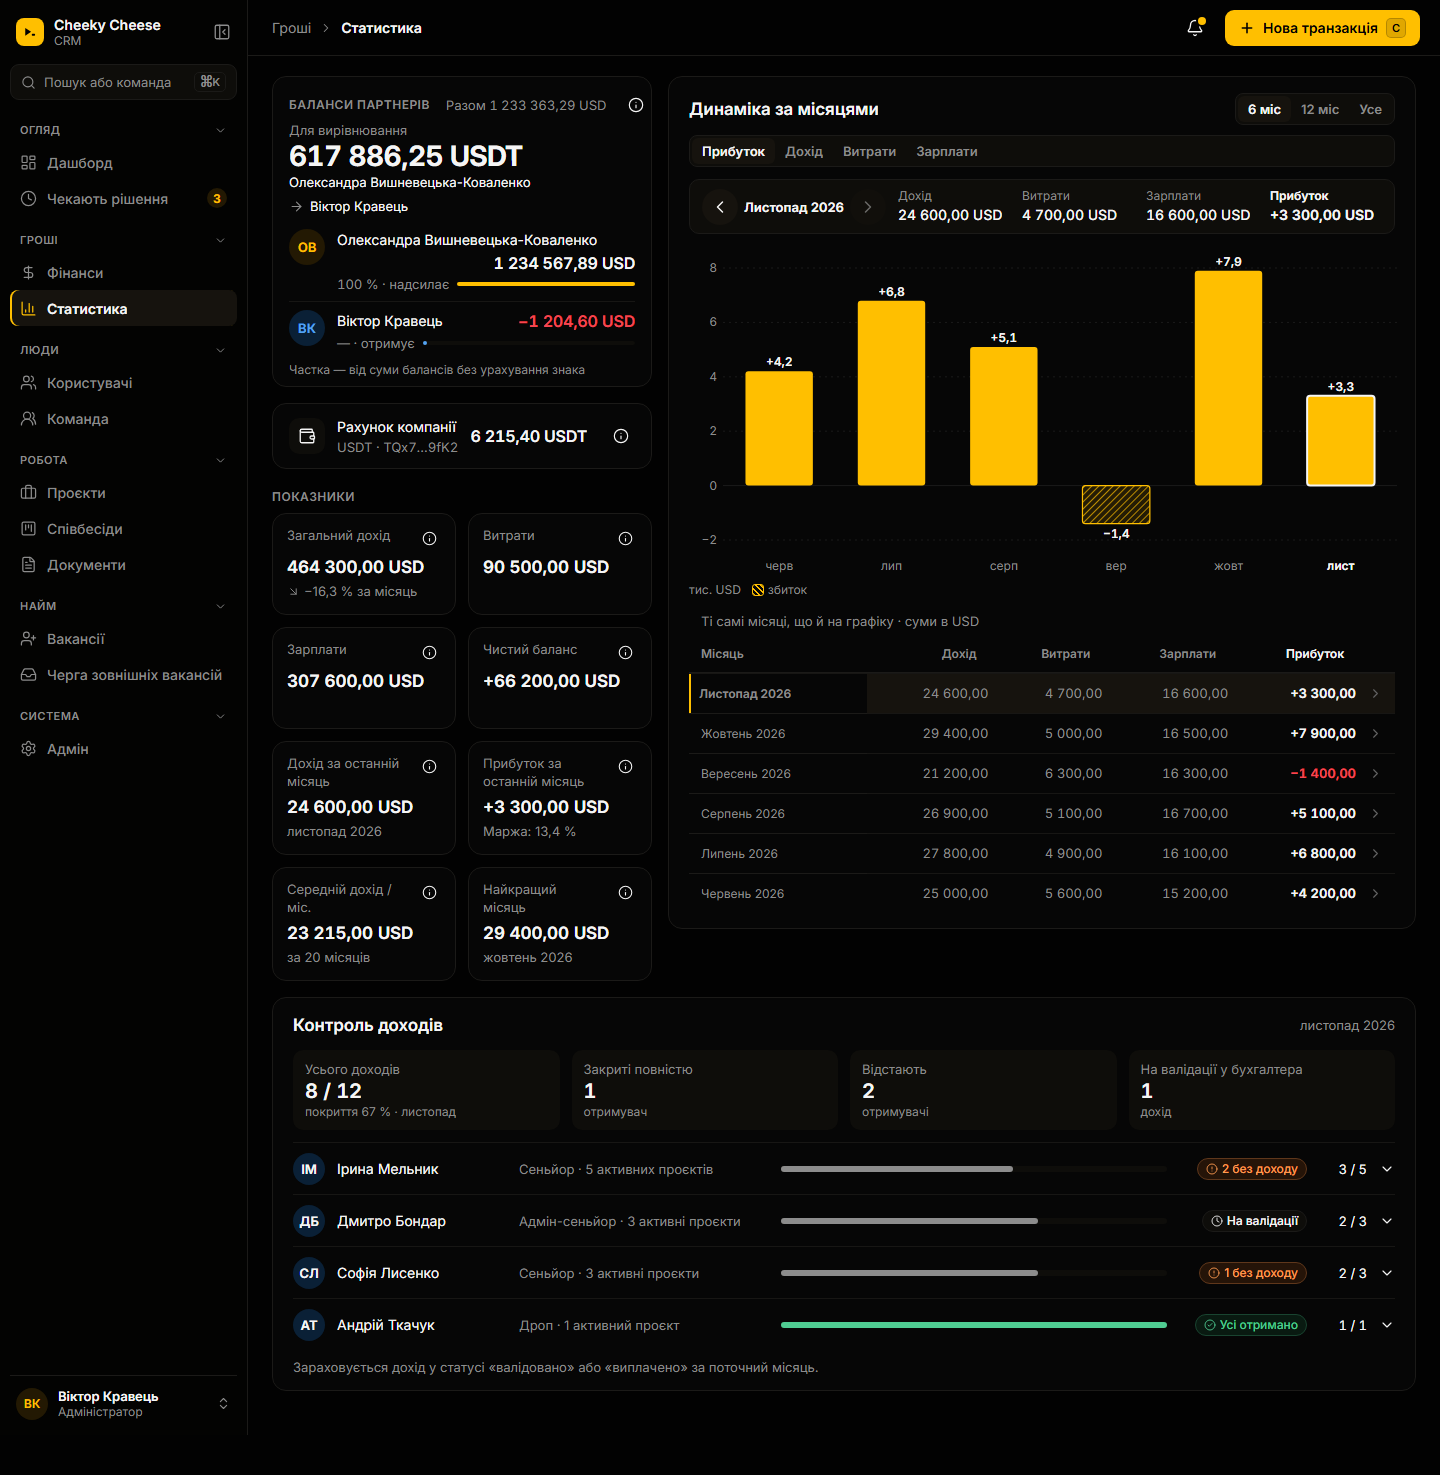 Cheeky Cheese
CRM
Пошук або команда ⌘K
ОГЛЯД
Дашборд
Чекають рішення 3
ГРОШІ
Фінанси
Статистика
ЛЮДИ
Користувачі
Команда
РОБОТА
Проєкти
Співбесіди
Документи
НАЙМ
Вакансії
Черга зовнішніх вакансій
СИСТЕМА
Адмін
ВК Віктор Кравець
Адміністратор
Гроші > Статистика
Нова транзакція C
БАЛАНСИ ПАРТНЕРІВ Разом 1 233 363,29 USD
Для вирівнювання
617 886,25 USDT
Олександра Вишневецька-Коваленко
→ Віктор Кравець
ОВ Олександра Вишневецька-Коваленко
1 234 567,89 USD
100 % · надсилає
ВК Віктор Кравець −1 204,60 USD
— · отримує
Частка — від суми балансів без урахування знака
Рахунок компанії 6 215,40 USDT
USDT · TQx7…9fK2
ПОКАЗНИКИ
Загальний дохід
464 300,00 USD
↘ −16,3 % за місяць
Витрати
90 500,00 USD
Зарплати
307 600,00 USD
Чистий баланс
+66 200,00 USD
Дохід за останній
місяць
24 600,00 USD
листопад 2026
Прибуток за
останній місяць
+3 300,00 USD
Маржа: 13,4 %
Середній дохід /
міс.
23 215,00 USD
за 20 місяців
Найкращий
місяць
29 400,00 USD
жовтень 2026
Динаміка за місяцями 6 міс 12 міс Усе
Прибуток Дохід Витрати Зарплати
Листопад 2026
Дохід
24 600,00 USD
Витрати
4 700,00 USD
Зарплати
16 600,00 USD
Прибуток
+3 300,00 USD
8
6
4
2
0
−2
+4,2
+6,8
+5,1
−1,4
+7,9
+3,3
черв лип серп вер жовт лист
тис. USD збиток
Ті самі місяці, що й на графіку · суми в USD
Місяць Дохід Витрати Зарплати Прибуток
Листопад 2026 24 600,00 4 700,00 16 600,00 +3 300,00
Жовтень 2026 29 400,00 5 000,00 16 500,00 +7 900,00
Вересень 2026 21 200,00 6 300,00 16 300,00 −1 400,00
Серпень 2026 26 900,00 5 100,00 16 700,00 +5 100,00
Липень 2026 27 800,00 4 900,00 16 100,00 +6 800,00
Червень 2026 25 000,00 5 600,00 15 200,00 +4 200,00
Контроль доходів листопад 2026
Усього доходів
8 / 12
покриття 67 % · листопад
Закриті повністю
1
отримувач
Відстають
2
отримувачі
На валідації у бухгалтера
1
дохід
ІМ Ірина Мельник Сеньйор · 5 активних проєктів 2 без доходу 3 / 5
ДБ Дмитро Бондар Адмін-сеньйор · 3 активні проєкти На валідації 2 / 3
СЛ Софія Лисенко Сеньйор · 3 активні проєкти 1 без доходу 2 / 3
АТ Андрій Ткачук Дроп · 1 активний проєкт Усі отримано 1 / 1
Зараховується дохід у статусі «валідовано» або «виплачено» за поточний місяць.